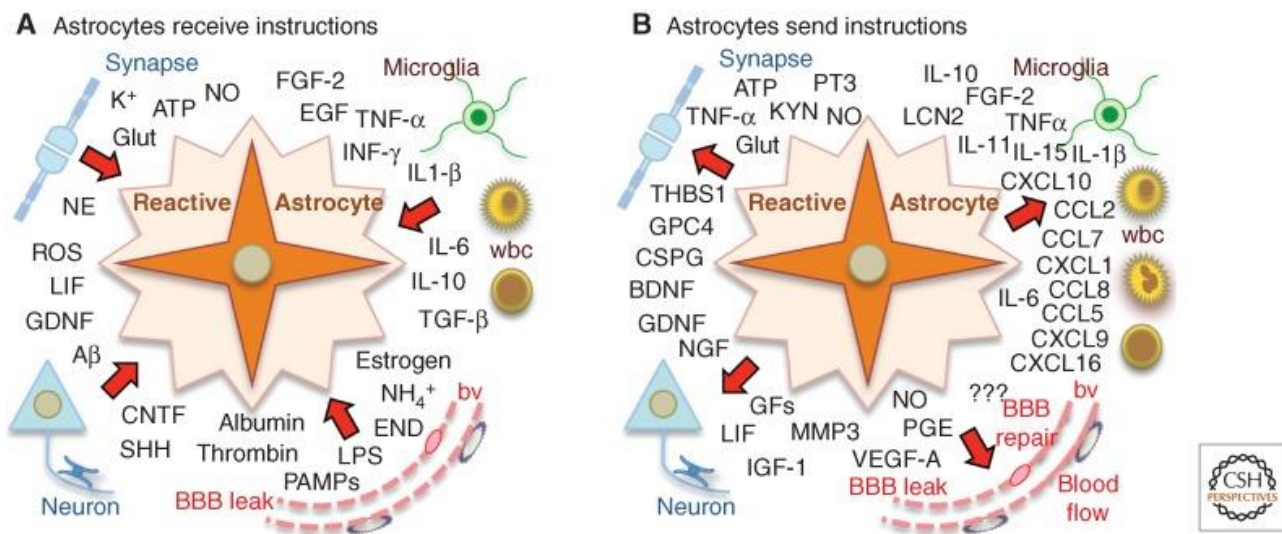 A Astrocytes receive instructions
Synapse
K⁺
ATP
NO
Glut
FGF-2
EGF
Microglia
TNF-α
INF-γ
IL1-β
NE
Reactive
Astrocyte
IL-6
wbc
ROS
LIF
GDNF
Aβ
IL-10
TGF-β
Estrogen
NH₄⁺
bv
CNTF
SHH
Albumin
Thrombin
END
LPS
PAMPs
BBB leak
Neuron
B Astrocytes send instructions
Synapse
ATP
PT3
TNF-α
KYN
NO
Glut
IL-10
Microglia
FGF-2
LCN2
TNFα
IL-11
IL-15
IL-1β
THBS1
Reactive
Astrocyte
CXCL10
CCL2
GPC4
CCL7
wbc
CSPG
CXCL1
BDNF
IL-6
CCL8
CCL5
GDNF
CXCL9
NGF
CXCL16
GFs
NO
???
bv
LIF
MMP3
PGE
BBB
repair
IGF-1
VEGF-A
BBB leak
Blood
flow
Neuron
CSH
PERSPECTIVES